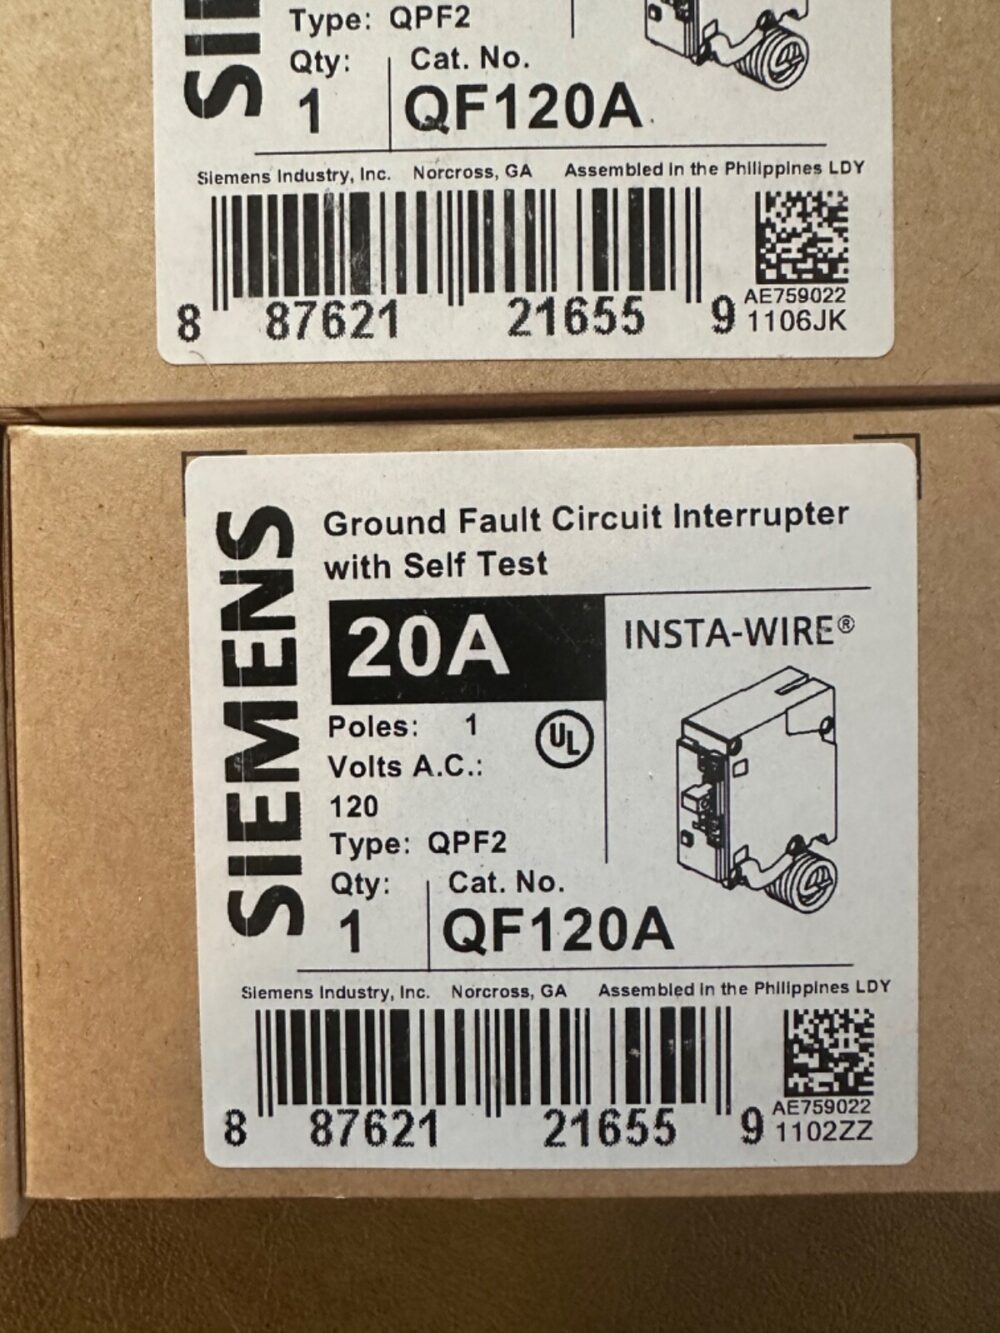 Type: QPF2
Qty: Cat. No.
1 QF120A
Siemens Industry, Inc. Norcross, GA Assembled in the Philippines LDY
AE759022
8 87621 21655 9 1106JK
SIEMENS
Ground Fault Circuit Interrupter
with Self Test
20A INSTA-WIRE®
Poles: 1 UL
Volts A.C.:
120
Type: QPF2
Qty: Cat. No.
1 QF120A
Siemens Industry, Inc. Norcross, GA Assembled in the Philippines LDY
AE759022
8 87621 21655 9 1102ZZ